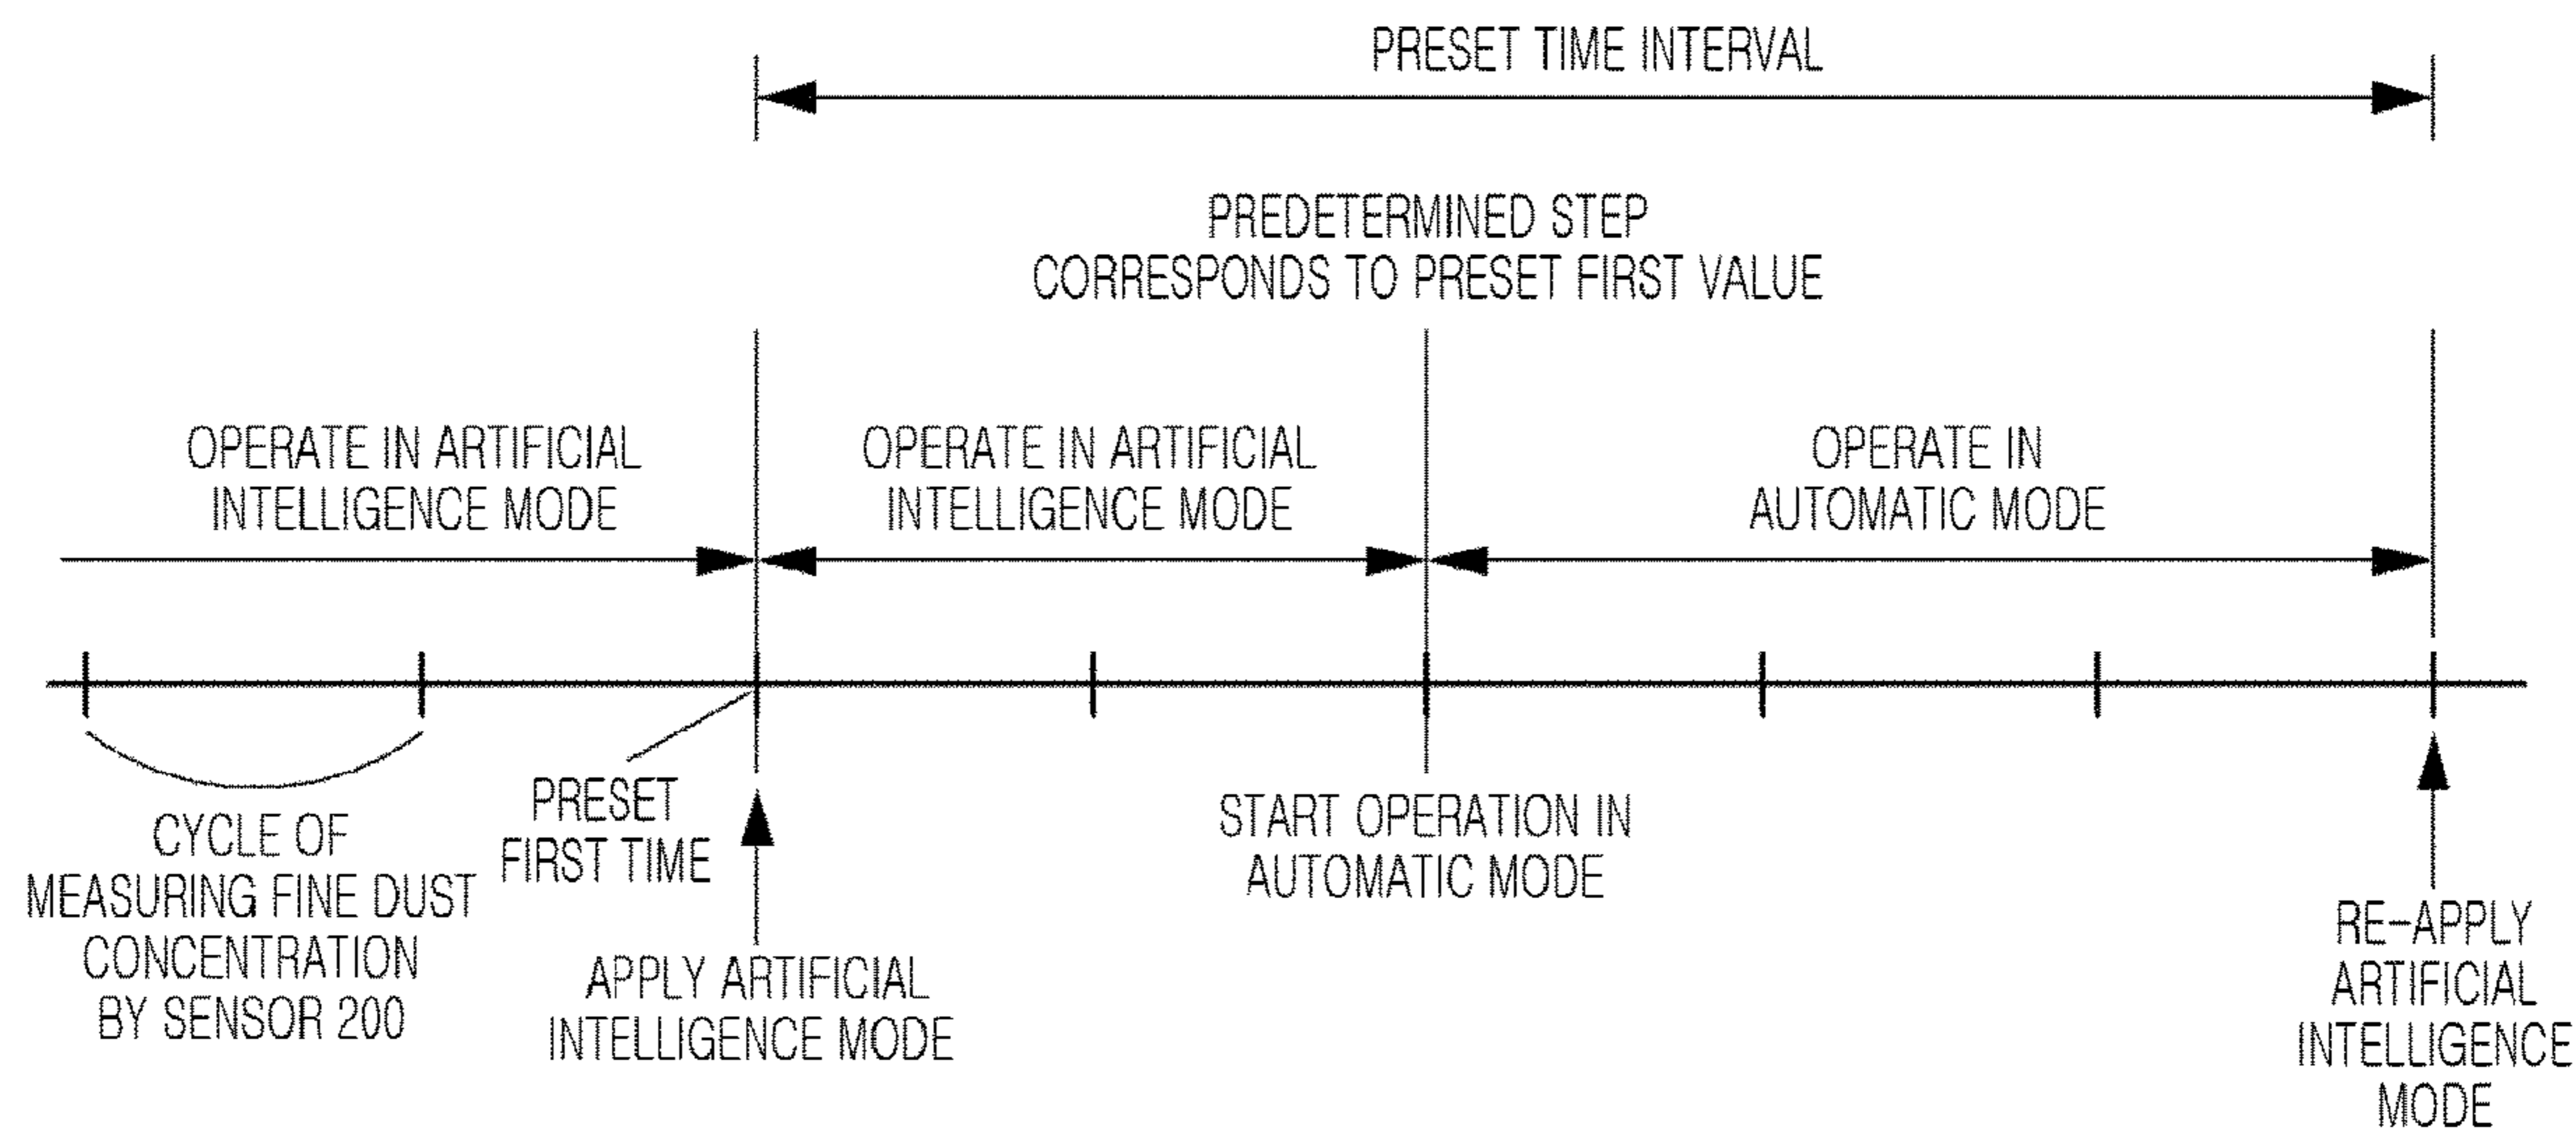 PRESET TIME INTERVAL
PREDETERMINED STEP
CORRESPONDS TO PRESET FIRST VALUE
OPERATE IN ARTIFICIAL
INTELLIGENCE MODE
OPERATE IN ARTIFICIAL
INTELLIGENCE MODE
OPERATE IN
AUTOMATIC MODE
CYCLE OF
MEASURING FINE DUST
CONCENTRATION
BY SENSOR 200
PRESET
FIRST TIME
APPLY ARTIFICIAL
INTELLIGENCE MODE
START OPERATION IN
AUTOMATIC MODE
RE-APPLY
ARTIFICIAL
INTELLIGENCE
MODE